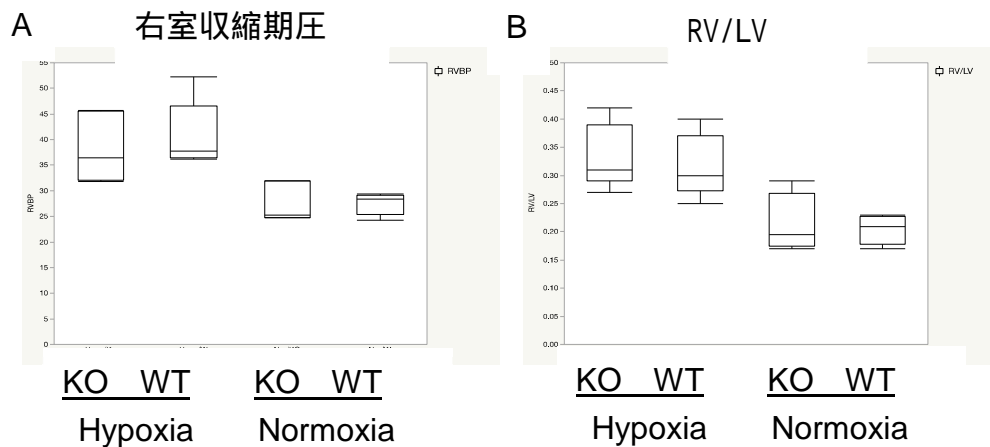 A 右室収縮期圧
55
50
45
40
35
30
25
20
15
10
5
0
RVBP
RVBP
KO WT KO WT
Hypoxia Normoxia
B RV/LV
0.45
0.40
0.35
0.30
0.25
0.20
0.15
0.10
0.05
0.00
RV/LV
RV/LV
KO WT KO WT
Hypoxia Normoxia